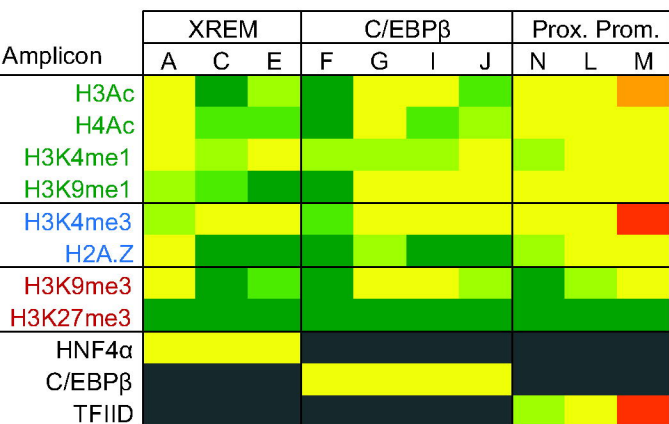 XREM C/EBPβ Prox. Prom.
Amplicon A C E F G I J N L M
H3Ac
H4Ac
H3K4me1
H3K9me1
H3K4me3
H2A.Z
H3K9me3
H3K27me3
HNF4α
C/EBPβ
TFIID